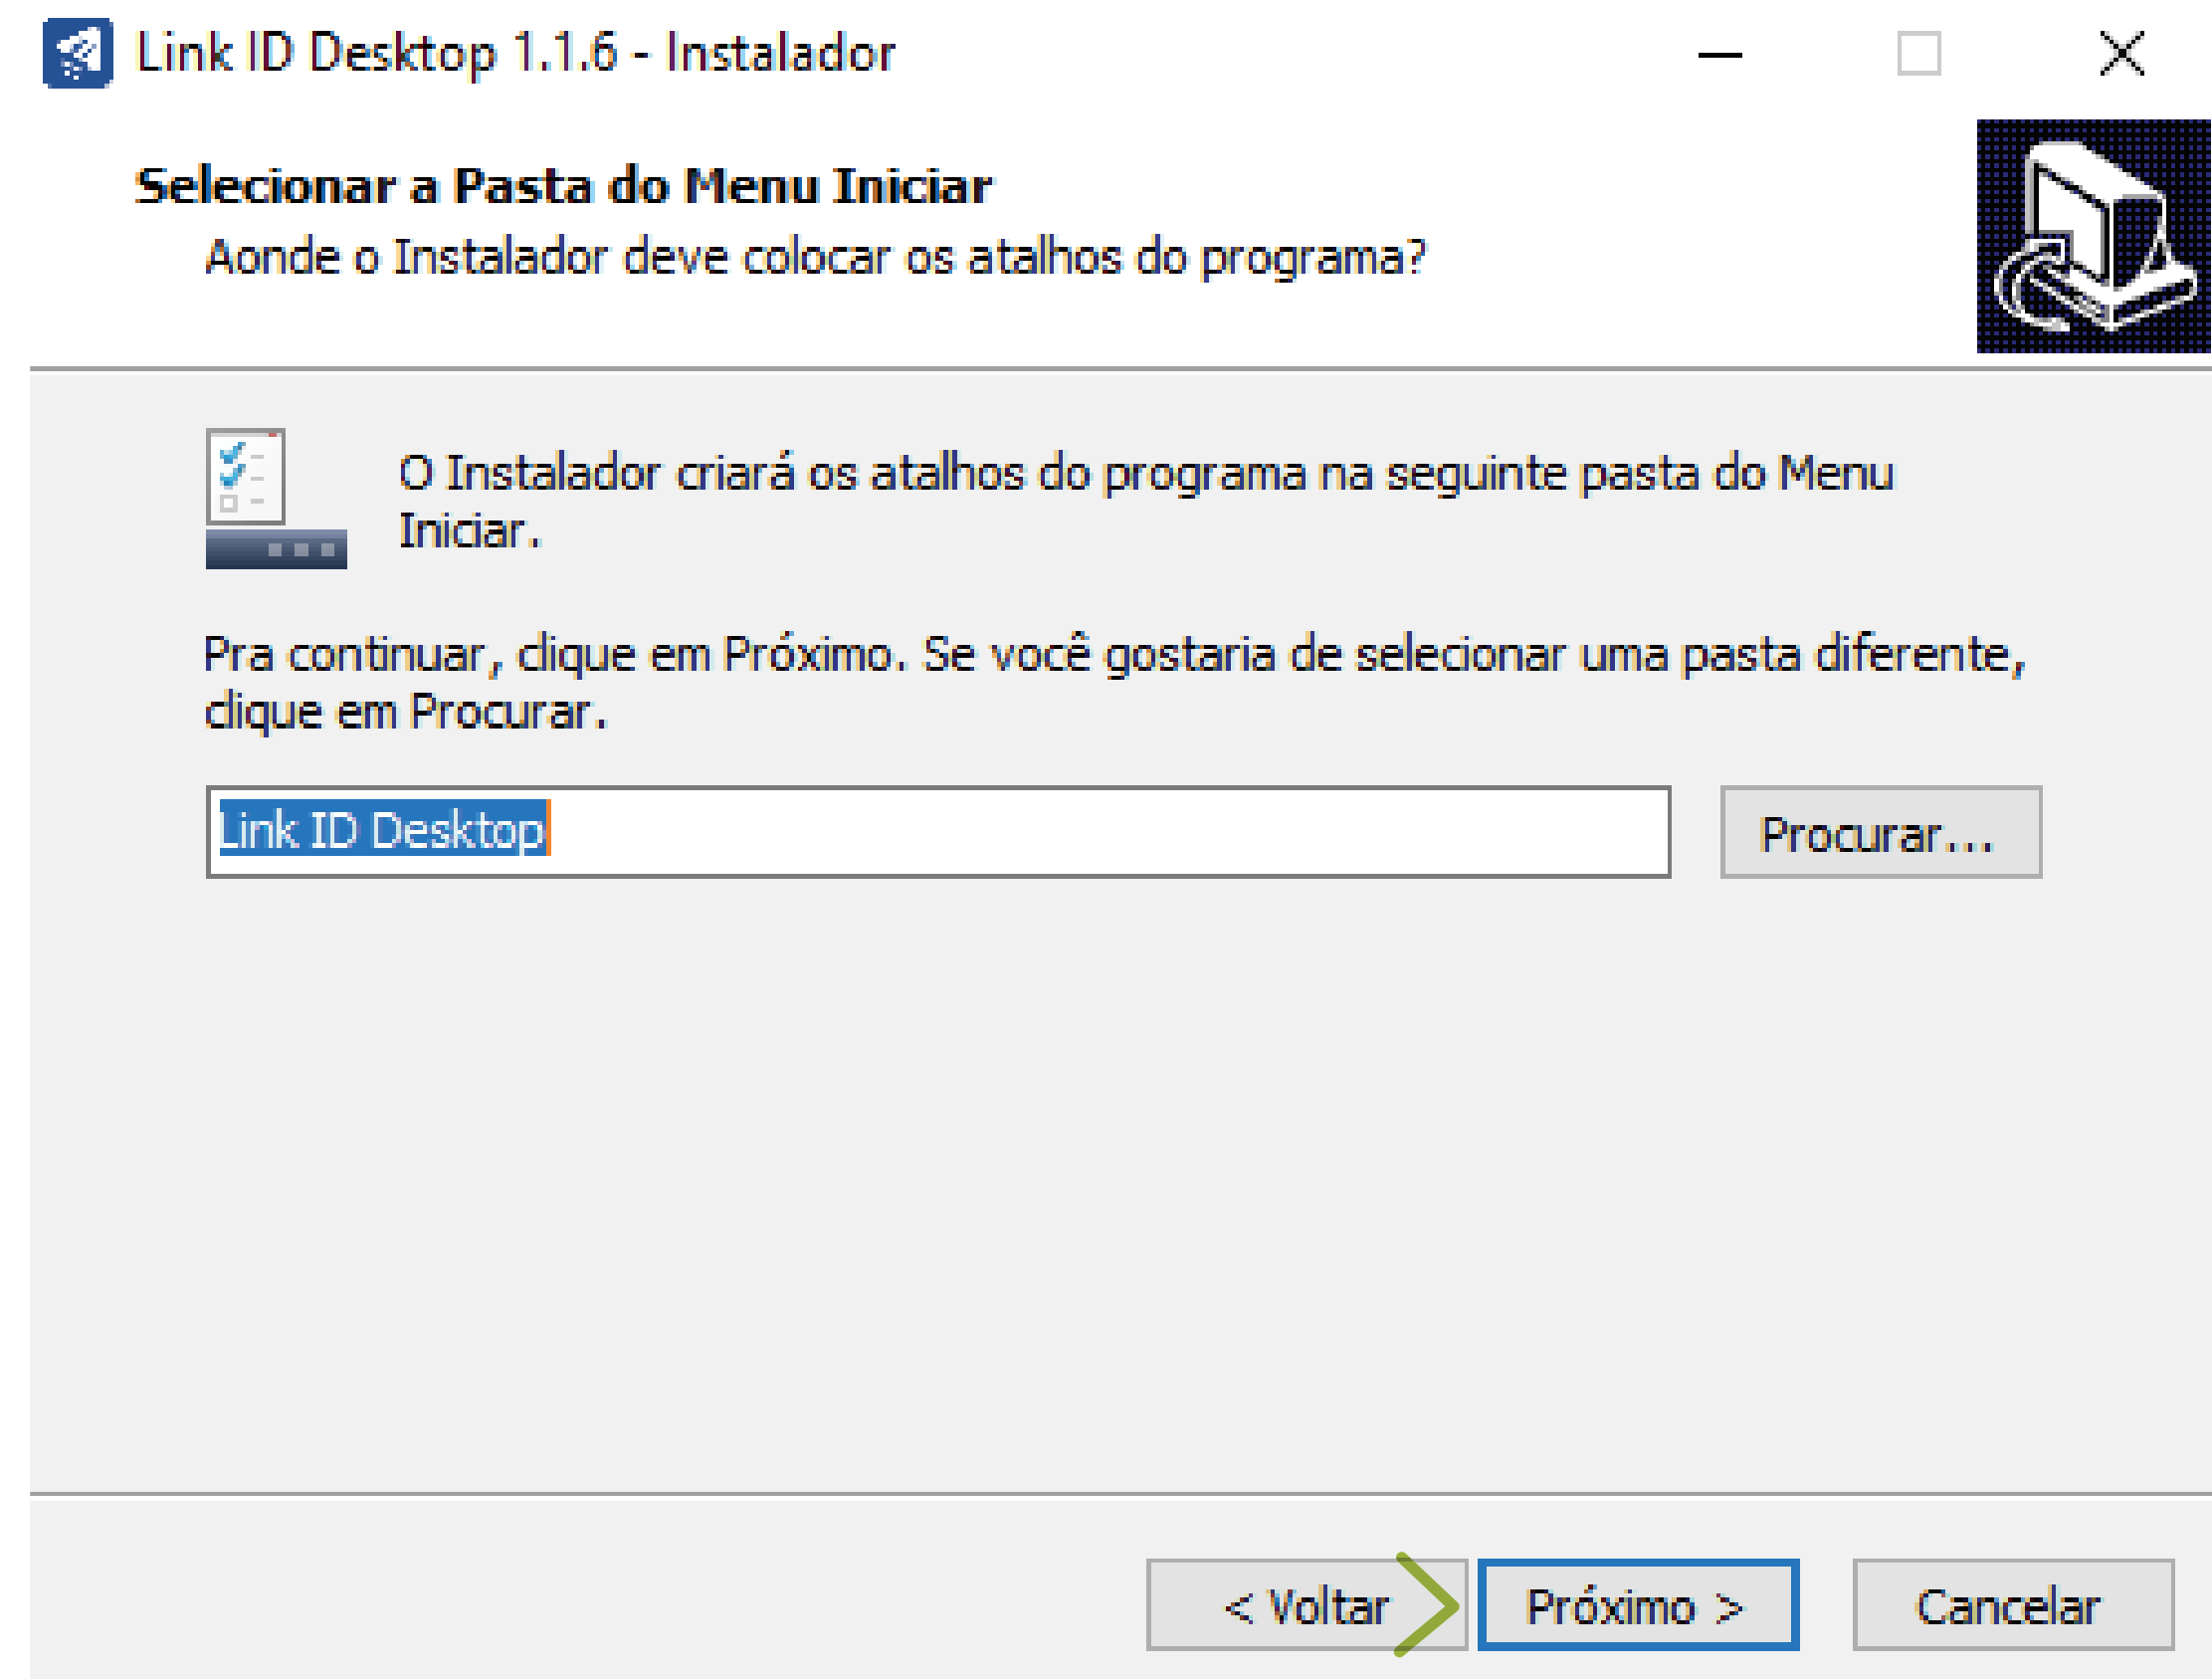 Link ID Desktop 1.1.6 - Instalador
Selecionar a Pasta do Menu Iniciar
Aonde o Instalador deve colocar os atalhos do programa?
O Instalador criará os atalhos do programa na seguinte pasta do Menu
Iniciar.
Pra continuar, clique em Próximo. Se você gostaria de selecionar uma pasta diferente,
clique em Procurar.
Link ID Desktop
Procurar...
< Voltar
Próximo >
Cancelar